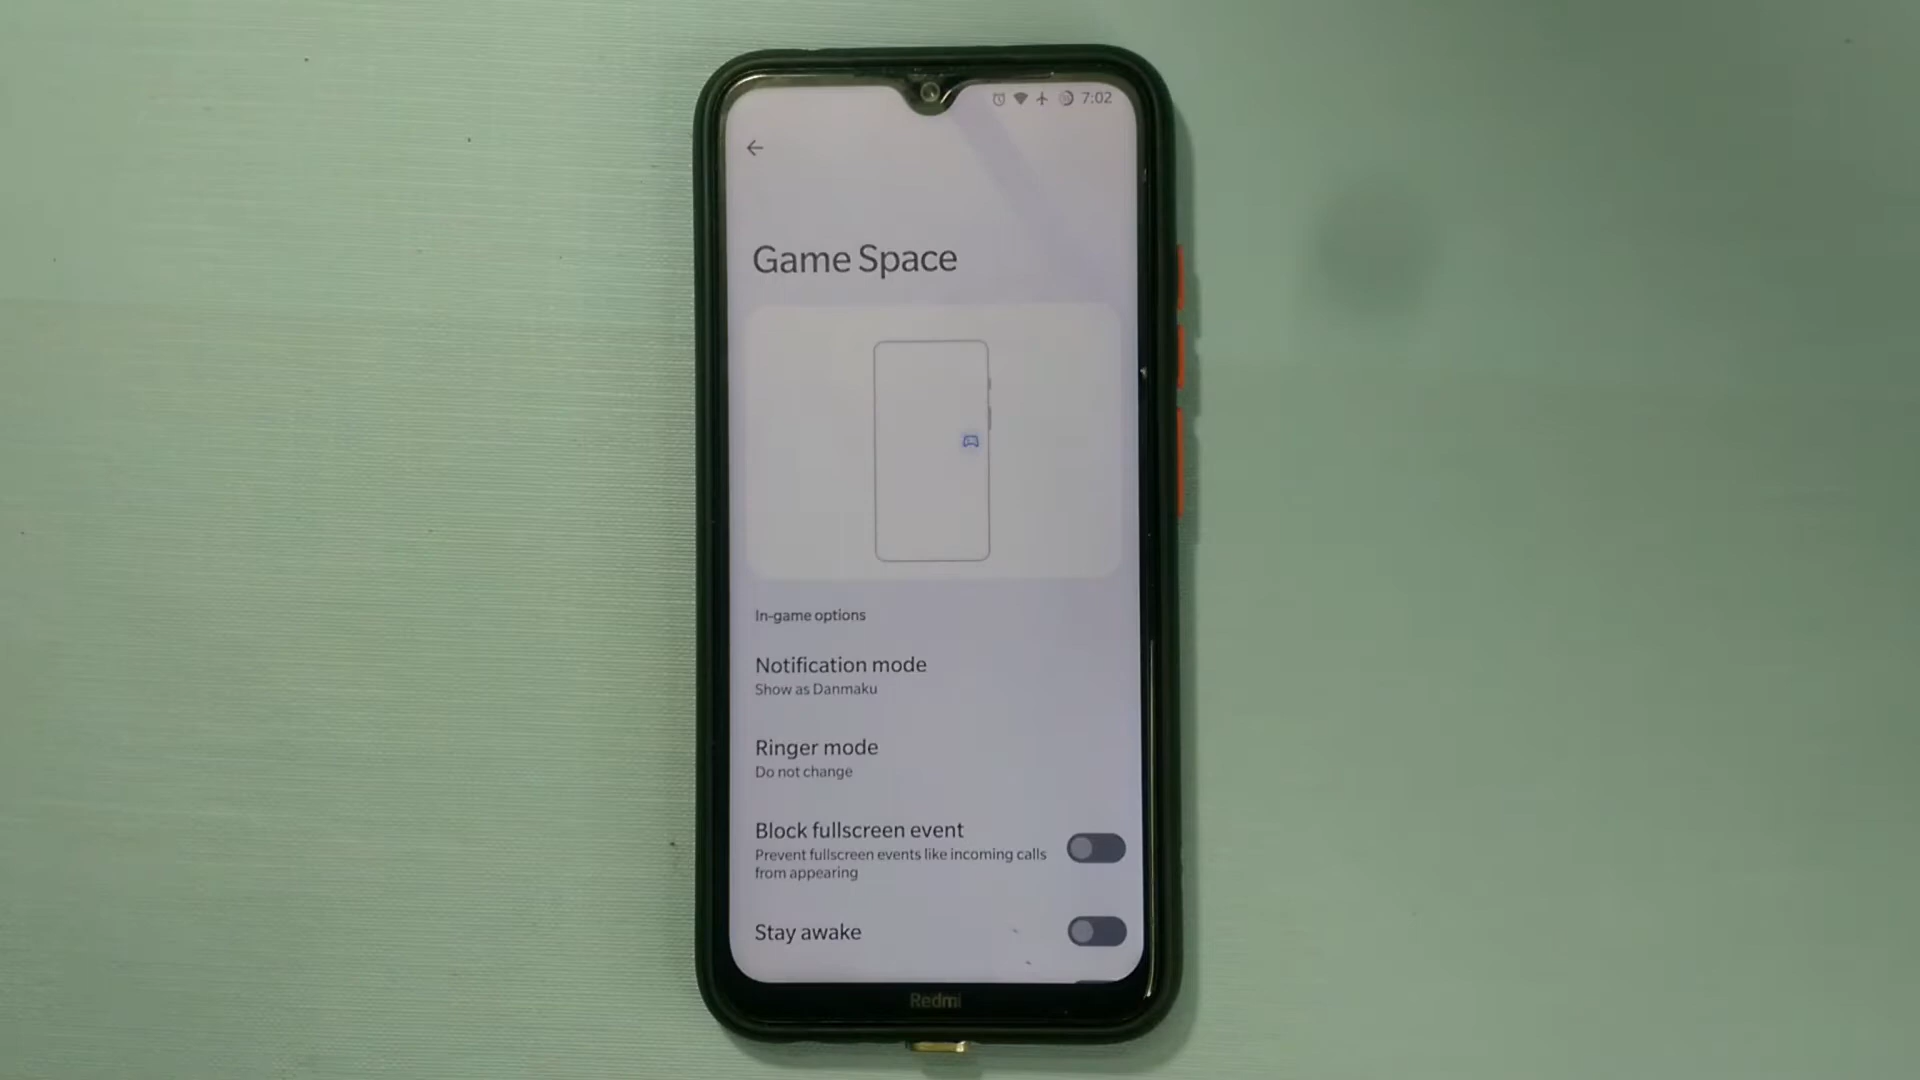 7:02
Game Space
In-game options
Notification mode
Show as Danmaku
Ringer mode
Do not change
Block fullscreen event
Prevent fullscreen events like incoming calls
from appearing
Stay awake
Redmi